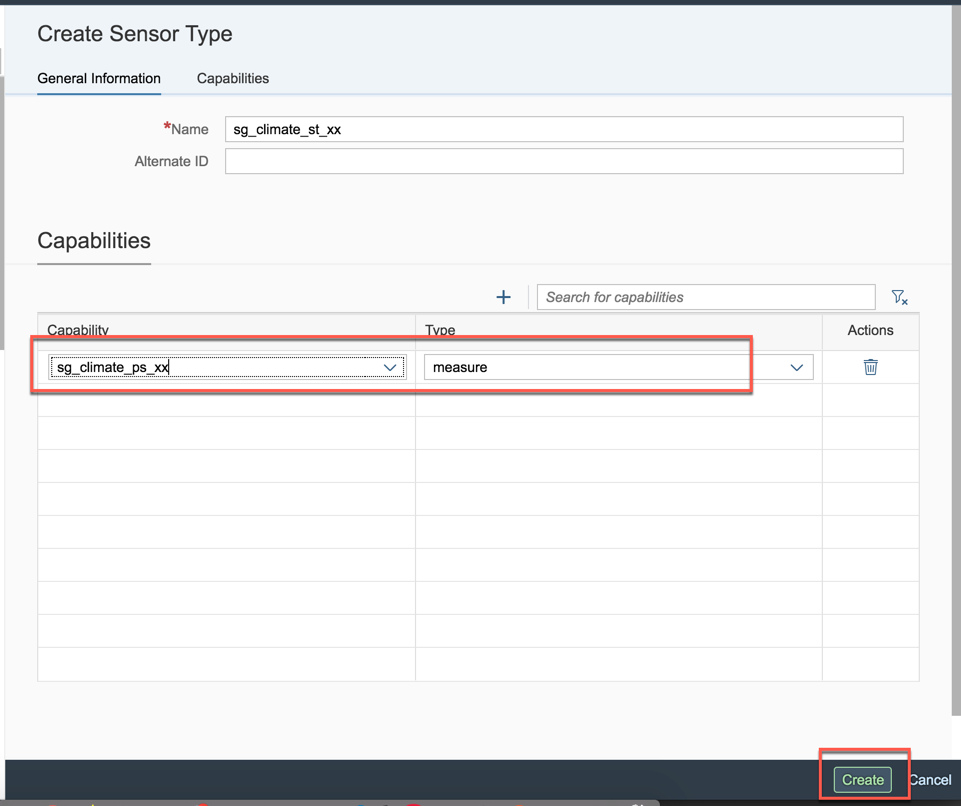 Create Sensor Type
General Information Capabilities
*Name sg_climate_st_xx
Alternate ID
Capabilities
+ Search for capabilities
Capability Type Actions
sg_climate_ps_xx measure
Create Cancel